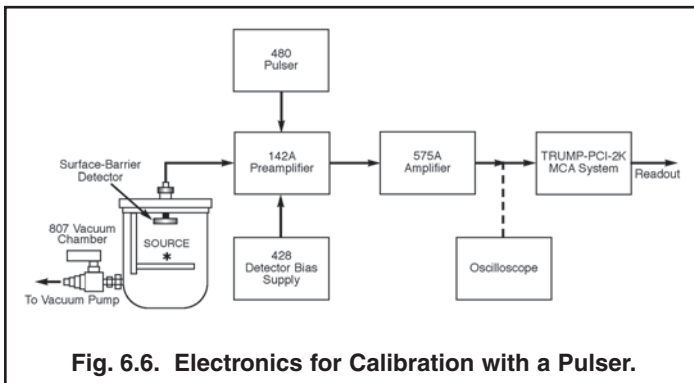 480
Pulser
142A
Preamplifier
575A
Amplifier
TRUMP-PCI-2K
MCA System
Readout
Surface-Barrier
Detector
807 Vacuum
Chamber
SOURCE
*
To Vacuum Pump
428
Detector Bias
Supply
Oscilloscope
Fig. 6.6. Electronics for Calibration with a Pulser.